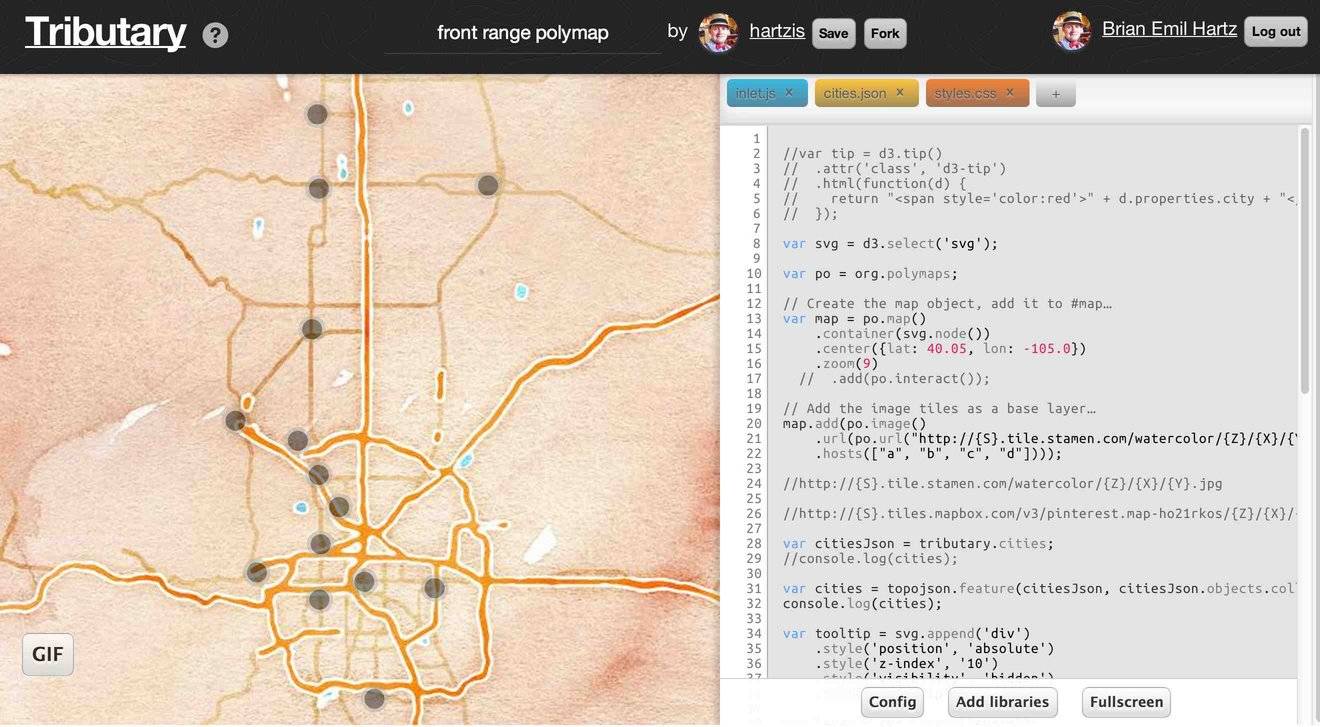 Tributary ? front range polymap by hartzis Save Fork Brian Emil Hartz Log out
inlet.js × cities.json × styles.css × +
1
2 //var tip = d3.tip()
3 //  .attr('class', 'd3-tip')
4 //  .html(function(d) {
5 //    return "<span style='color:red'>" + d.properties.city + "<
6 //  });
7
8 var svg = d3.select('svg');
9
10 var po = org.polymaps;
11
12 // Create the map object, add it to #map…
13 var map = po.map()
14     .container(svg.node())
15     .center({lat: 40.05, lon: -105.0})
16     .zoom(9)
17   //  .add(po.interact());
18
19 // Add the image tiles as a base layer…
20 map.add(po.image()
21     .url(po.url("http://{S}.tile.stamen.com/watercolor/{Z}/{X}/{Y
22     .hosts(["a", "b", "c", "d"])));
23
24 //http://{S}.tile.stamen.com/watercolor/{Z}/{X}/{Y}.jpg
25
26 //http://{S}.tiles.mapbox.com/v3/pinterest.map-ho21rkos/{Z}/{X}/
27
28 var citiesJson = tributary.cities;
29 //console.log(cities);
30
31 var cities = topojson.feature(citiesJson, citiesJson.objects.col
32 console.log(cities);
33
34 var tooltip = svg.append('div')
35     .style('position', 'absolute')
36     .style('z-index', '10')
37     .style('visibility', 'hidden')
GIF
Config Add libraries Fullscreen